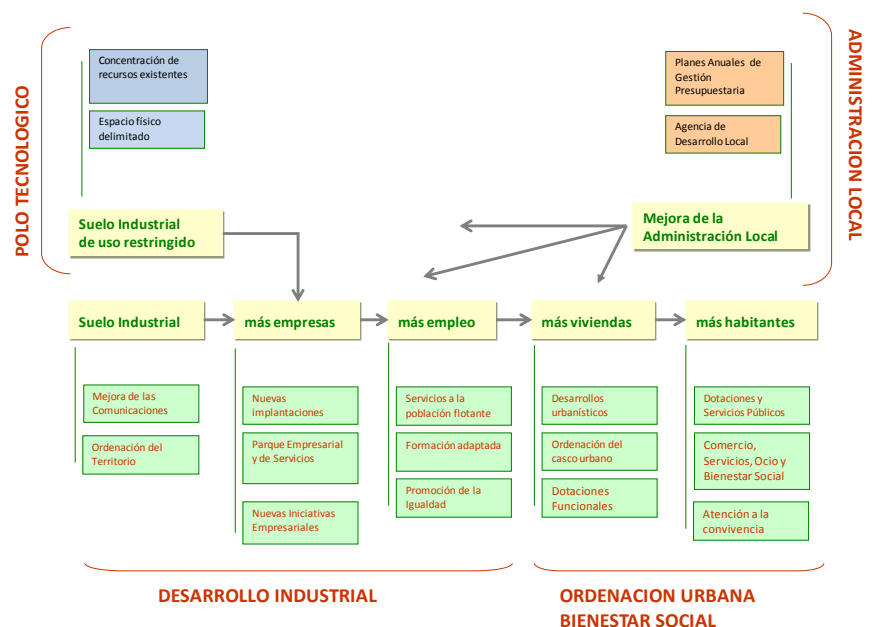 POLO TECNOLOGICO
Concentración de
recursos existentes
Espacio físico
delimitado
Suelo Industrial
de uso restringido
ADMINISTRACION LOCAL
Planes Anuales de
Gestión
Presupuestaria
Agencia de
Desarrollo Local
Mejora de la
Administración Local
Suelo Industrial
más empresas
más empleo
más viviendas
más habitantes
Mejora de las
Comunicaciones
Ordenación del
Territorio
Nuevas
implantaciones
Parque Empresarial
y de Servicios
Nuevas Iniciativas
Empresariales
Servicios a la
población flotante
Formación adaptada
Promoción de la
Igualdad
Desarrollos
urbanísticos
Ordenación del
casco urbano
Dotaciones
Funcionales
Dotaciones y
Servicios Públicos
Comercio,
Servicios, Ocio y
Bienestar Social
Atención a la
convivencia
DESARROLLO INDUSTRIAL
ORDENACION URBANA
BIENESTAR SOCIAL